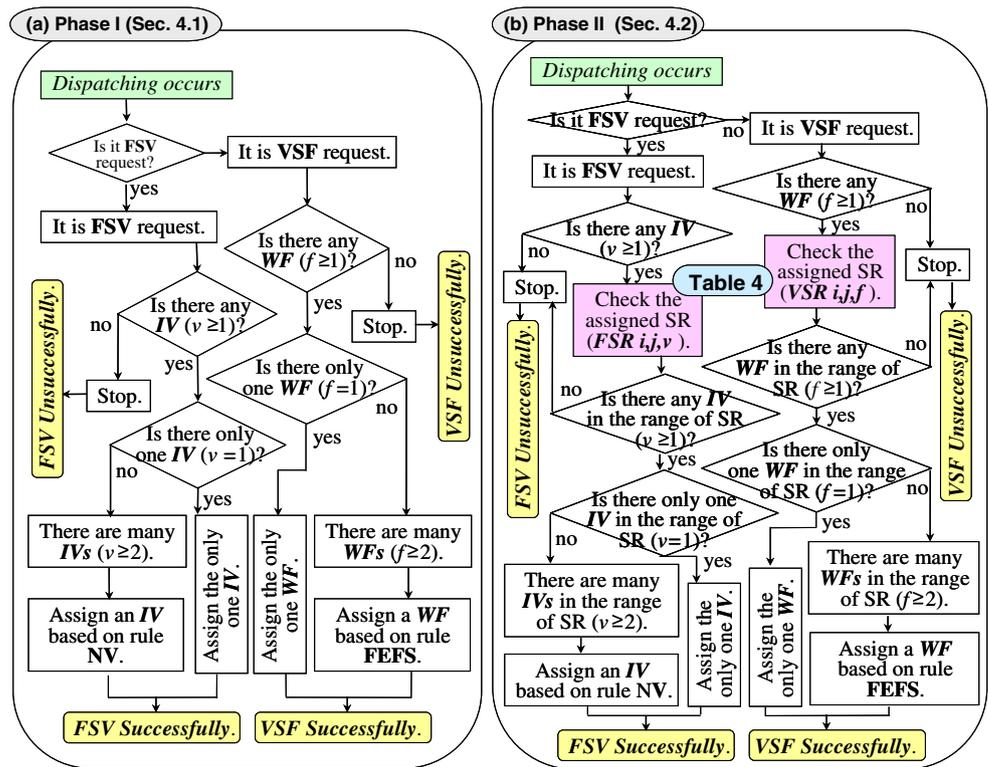 (a) Phase I (Sec. 4.1)
Dispatching occurs
Is it FSV
request?
yes
It is VSF request.
It is FSV request.
Is there any
WF (f ≥1)?
no
yes
Stop.
VSF Unsuccessfully.
Is there any
IV (v ≥1)?
no
yes
Stop.
FSV Unsuccessfully.
Is there only
one WF (f =1)?
no
yes
Is there only
one IV (v =1)?
no
yes
There are many
IVs (v≥2).
Assign the only
one IV.
Assign the only
one WF.
There are many
WFs (f≥2).
Assign an IV
based on rule
NV.
Assign a WF
based on rule
FEFS.
FSV Successfully.
VSF Successfully.
(b) Phase II (Sec. 4.2)
Dispatching occurs
Is it FSV request?
no
yes
It is VSF request.
It is FSV request.
Is there any
WF (f ≥1)?
no
yes
Is there any IV
(v ≥1)?
no
yes
Stop.
Stop.
Check the
assigned SR
(VSR i,j,f ).
Table 4
Check the
assigned SR
(FSR i,j,v ).
Is there any
WF in the range of
SR (f ≥1)?
no
yes
Is there any IV
in the range of SR
(v ≥1)?
no
yes
FSV Unsuccessfully.
VSF Unsuccessfully.
Is there only
one WF in the range
of SR (f =1)?
no
yes
Is there only one
IV in the range of
SR (v=1)?
no
yes
There are many
IVs in the range
of SR (v≥2).
Assign the
only one IV.
Assign the
only one WF.
There are many
WFs in the range
of SR (f≥2).
Assign an IV
based on rule NV.
Assign a WF
based on rule
FEFS.
FSV Successfully.
VSF Successfully.